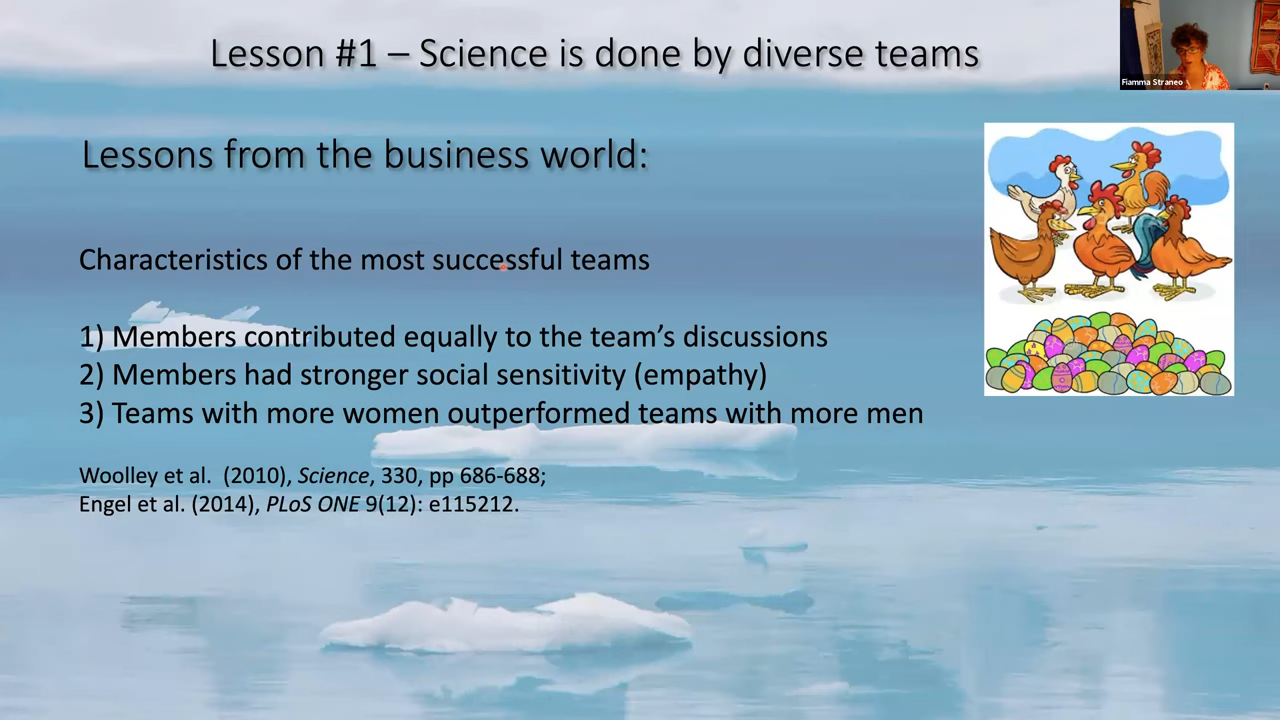 Lesson #1 – Science is done by diverse teams
Fiamma Straneo
Lessons from the business world:
Characteristics of the most successful teams
1) Members contributed equally to the team’s discussions
2) Members had stronger social sensitivity (empathy)
3) Teams with more women outperformed teams with more men
Woolley et al. (2010), Science, 330, pp 686-688;
Engel et al. (2014), PLoS ONE 9(12): e115212.